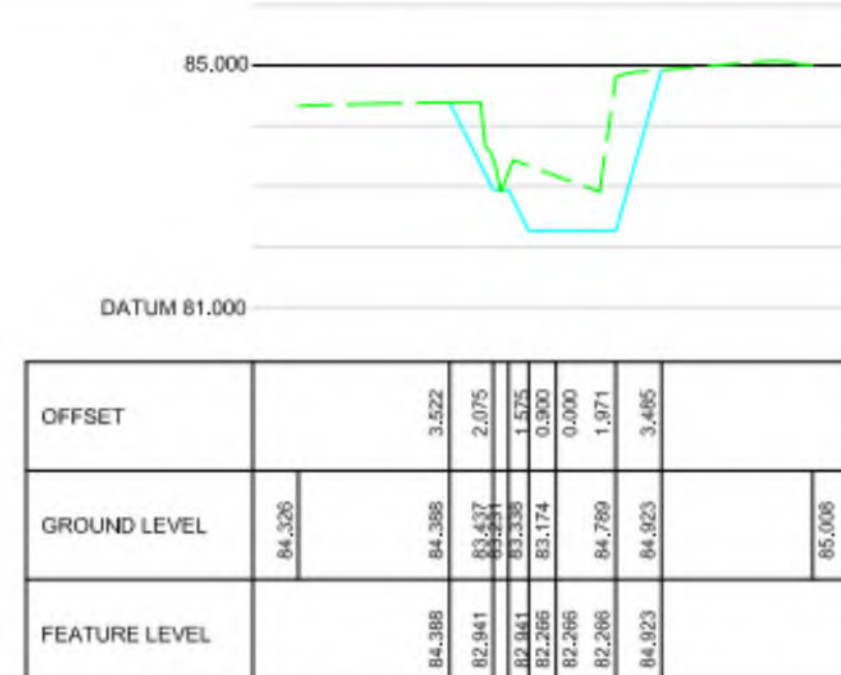 85.000
DATUM 81.000
OFFSET 3.522 2.075 1.575 0.900 0.000 1.971 3.485
GROUND LEVEL 84.326 84.388 83.437 83.338 83.174 84.789 84.923 85.008
FEATURE LEVEL 84.388 82.941 82.941 82.266 82.266 82.266 84.923